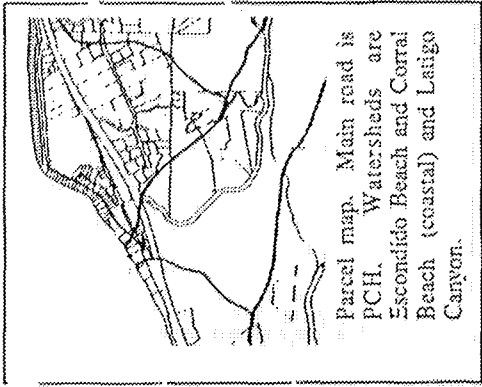 Parcel map. Main road is
PCH. Watersheds are
Escondido Beach and Corral
Beach (coastal) and Latigo
Canyon.